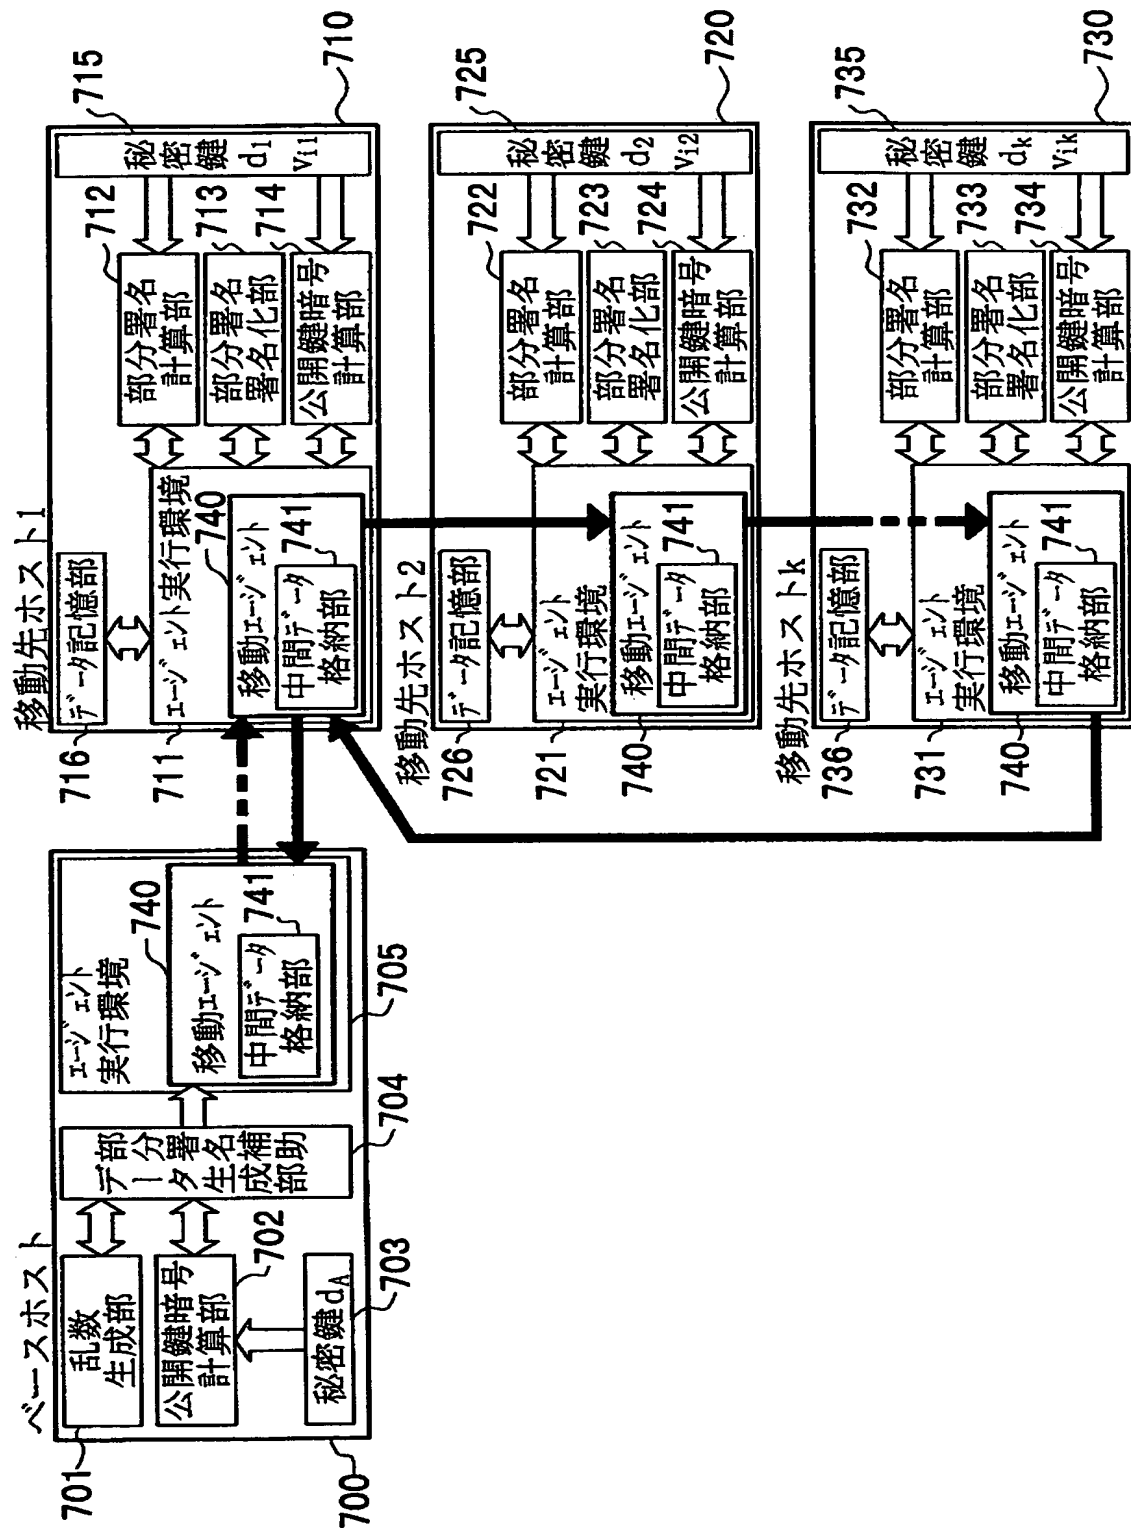 ベースホスト
701
乱数
生成部
公開鍵暗号
計算部
702
秘密鍵dA
703
700
データ生成部
部分署名補助
704
エージェント
実行環境
740
移動エージェント
741
中間データ
格納部
705
移動先ホスト1
716
データ記憶部
711
エージェント実行環境
740
移動エージェント
741
中間データ
格納部
712
部分署名
計算部
713
部分署名
署名化部
714
公開鍵暗号
計算部
715
秘密鍵
d1
vi1
710
移動先ホスト2
726
データ記憶部
721
エージェント
実行環境
740
移動エージェント
741
中間データ
格納部
722
部分署名
計算部
723
部分署名
署名化部
724
公開鍵暗号
計算部
725
秘密鍵
d2
vi2
720
移動先ホストk
736
データ記憶部
731
エージェント
実行環境
740
移動エージェント
741
中間データ
格納部
732
部分署名
計算部
733
部分署名
署名化部
734
公開鍵暗号
計算部
735
秘密鍵
dk
vik
730